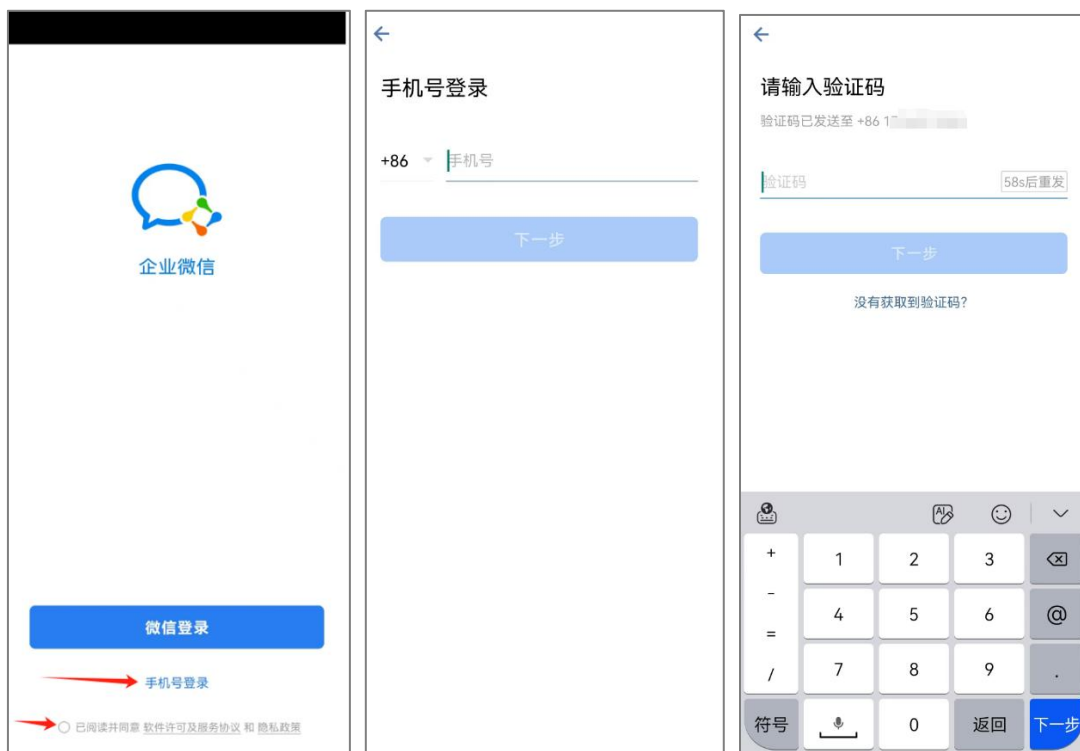 企业微信
微信登录
手机号登录
已阅读并同意 软件许可及服务协议 和 隐私政策
手机号登录
+86 手机号
下一步
请输入验证码
验证码已发送至 +86 1
验证码 58s后重发
下一步
没有获取到验证码?
AI
+ 1 2 3
- 4 5 6 @
=
/ 7 8 9 .
符号 0 返回 下一步